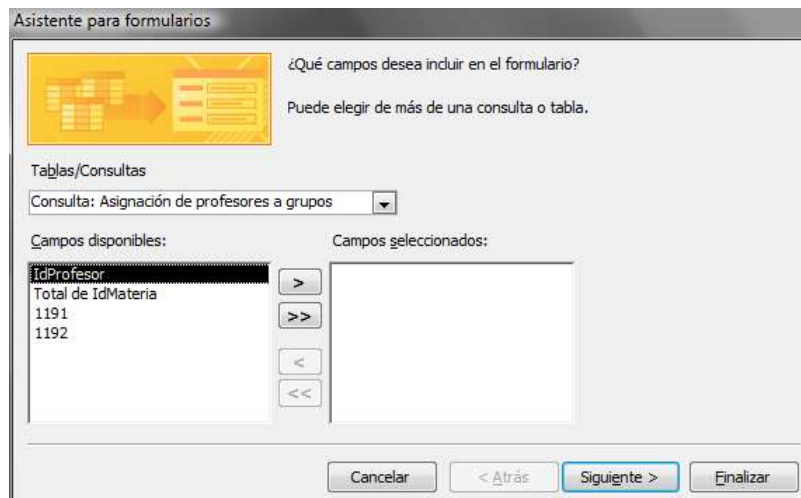 Asistente para formularios
¿Qué campos desea incluir en el formulario?
Puede elegir de más de una consulta o tabla.
Tablas/Consultas
Consulta: Asignación de profesores a grupos
Campos disponibles:
Campos seleccionados:
IdProfesor
Total de IdMateria
1191
1192
>
>>
<
<<
Cancelar
< Atrás
Siguiente >
Finalizar